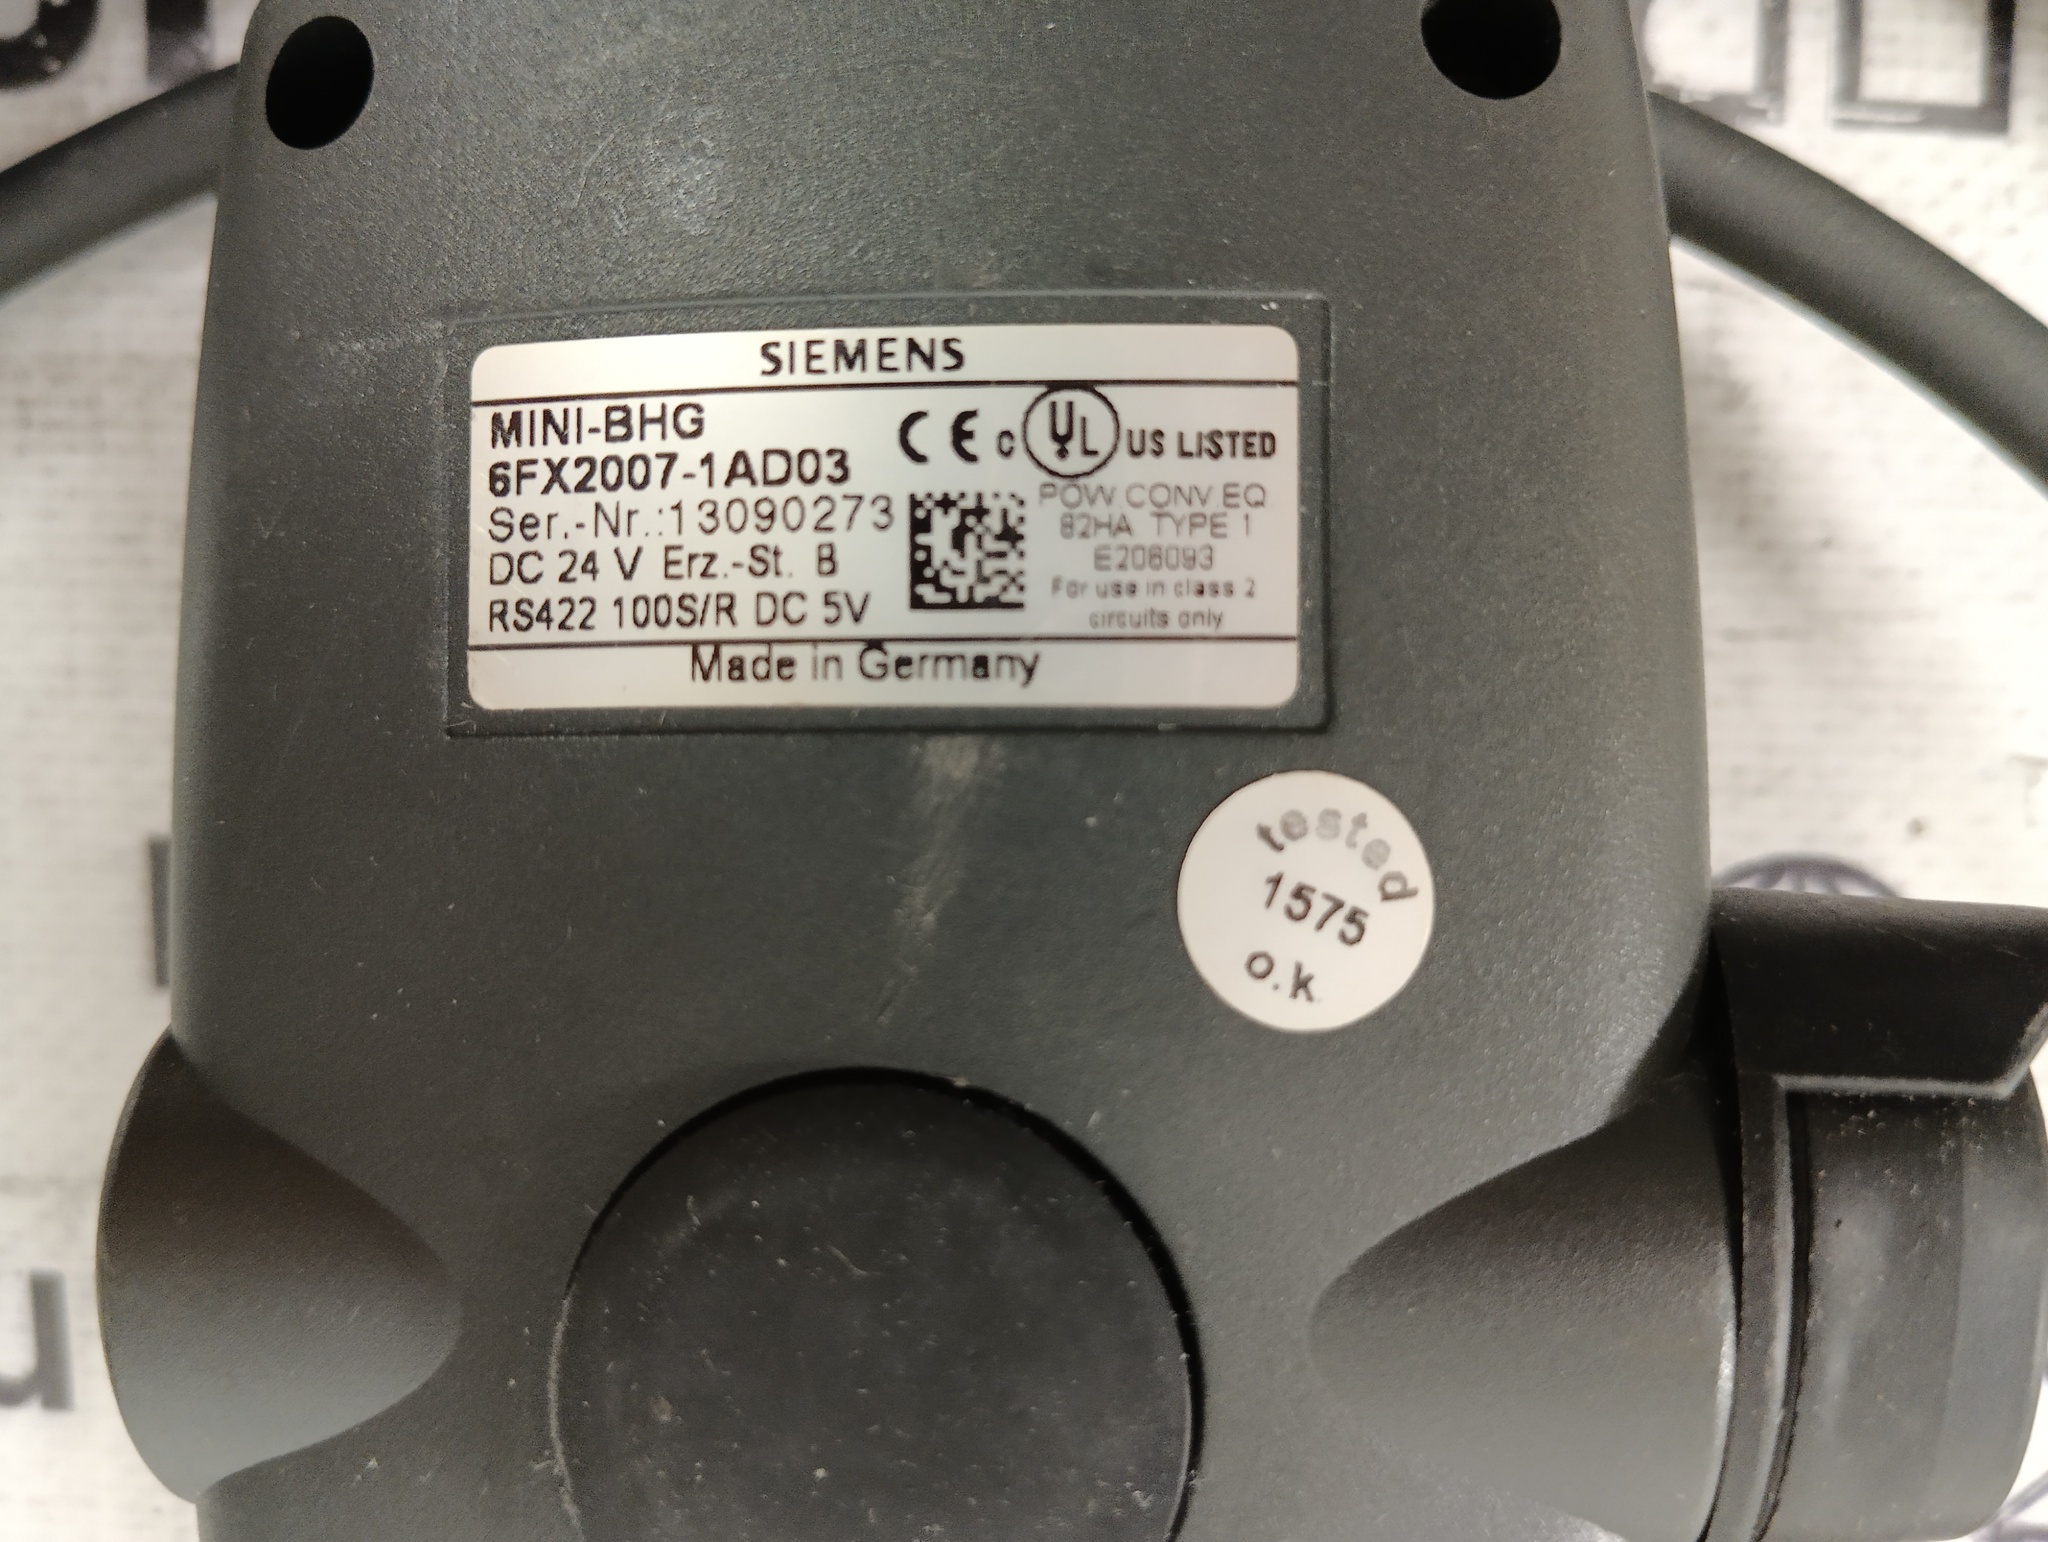 SIEMENS
MINI-BHG
6FX2007-1AD03
Ser.-Nr.:13090273
DC 24 V Erz.-St. B
RS422 100S/R DC 5V
CE c UL US LISTED
POW.CONV.EQ
82HA TYPE 1
E208093
For use in class 2
circuits only
Made in Germany
tested
1575
o.k